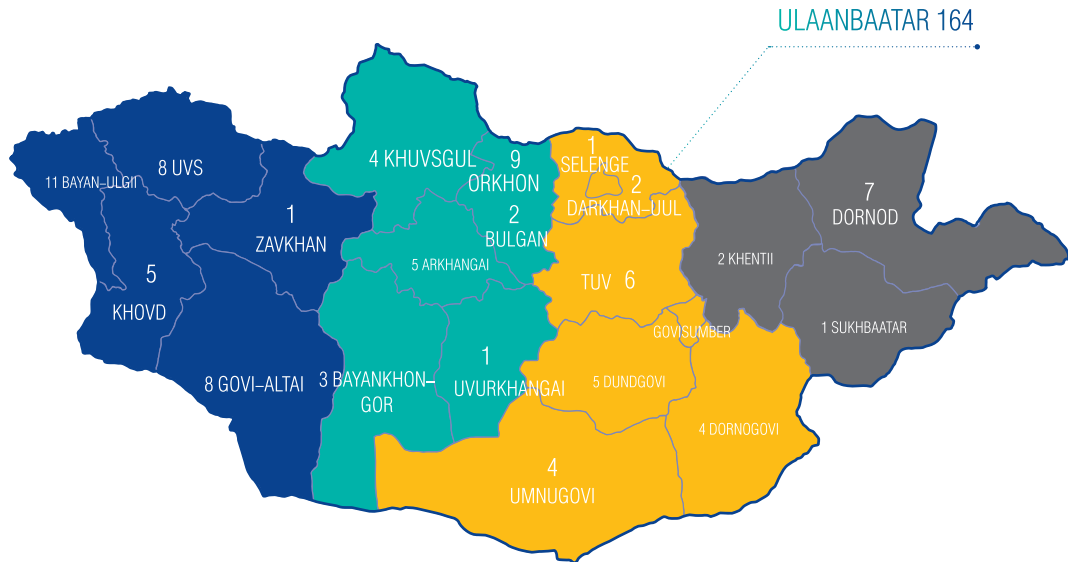 ULAANBAATAR 164
11 BAYAN–ULGII
8 UVS
1
ZAVKHAN
5
KHOVD
8 GOVI–ALTAI
4 KHUVSGUL
9
ORKHON
2
BULGAN
5 ARKHANGAI
3 BAYANKHON–
GOR
1
UVURKHANGAI
1
SELENGE
2
DARKHAN–UUL
TUV 6
GOVISUMBER
5 DUNDGOVI
4 DORNOGOVI
4
UMNUGOVI
2 KHENTII
7
DORNOD
1 SUKHBAATAR